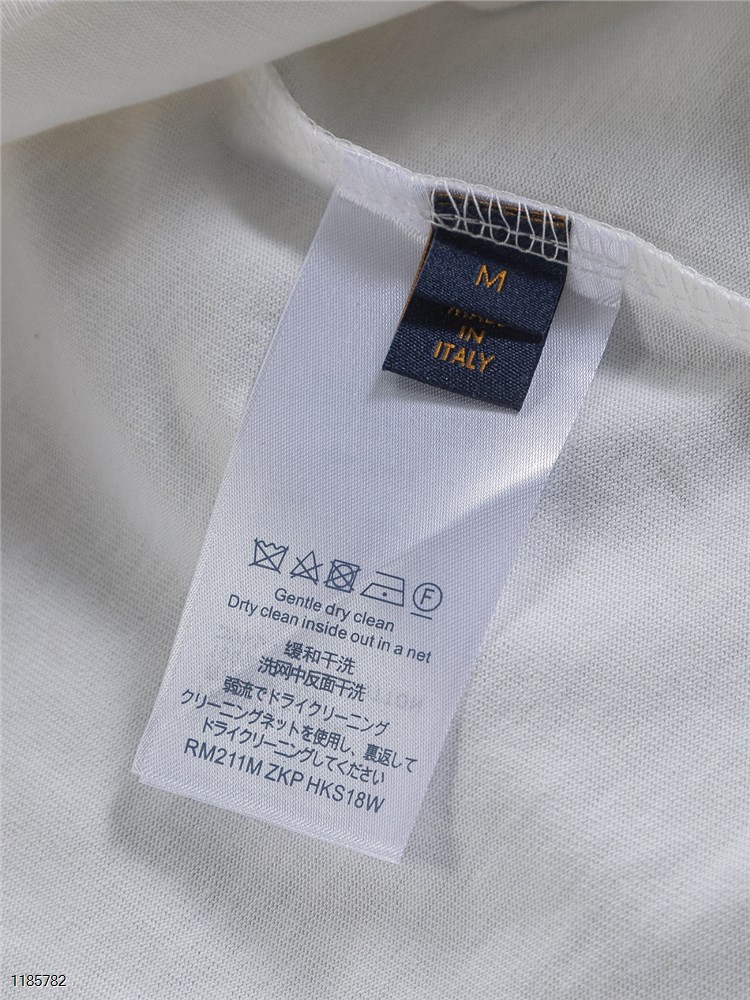 M
MADE
IN
ITALY
F
Gentle dry clean
Drty clean inside out in a net
缓和干洗
洗网中反面干洗
弱流でドライクリーニング
クリーニングネットを使用し、裏返して
ドライクリーニングしてください
RM211M ZKP HKS18W
1185782